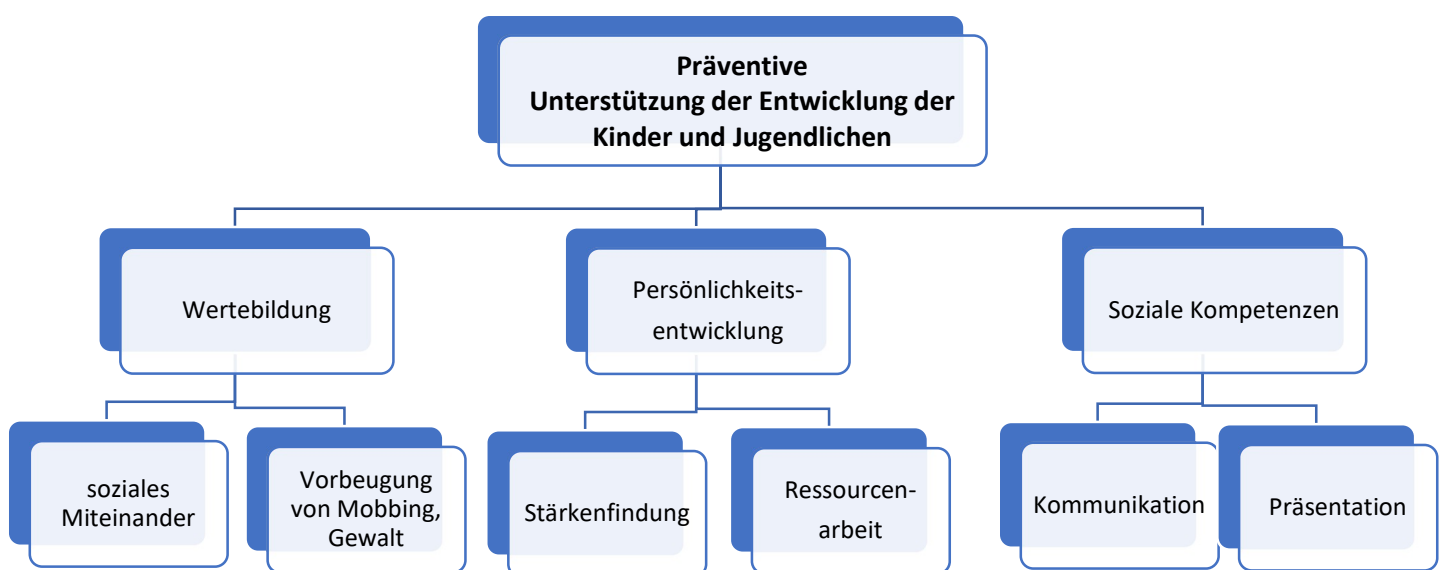 Präventive
Unterstützung der Entwicklung der
Kinder und Jugendlichen
Wertebildung
Persönlichkeits-
entwicklung
Soziale Kompetenzen
soziales
Miteinander
Vorbeugung
von Mobbing,
Gewalt
Stärkenfindung
Ressourcen-
arbeit
Kommunikation
Präsentation